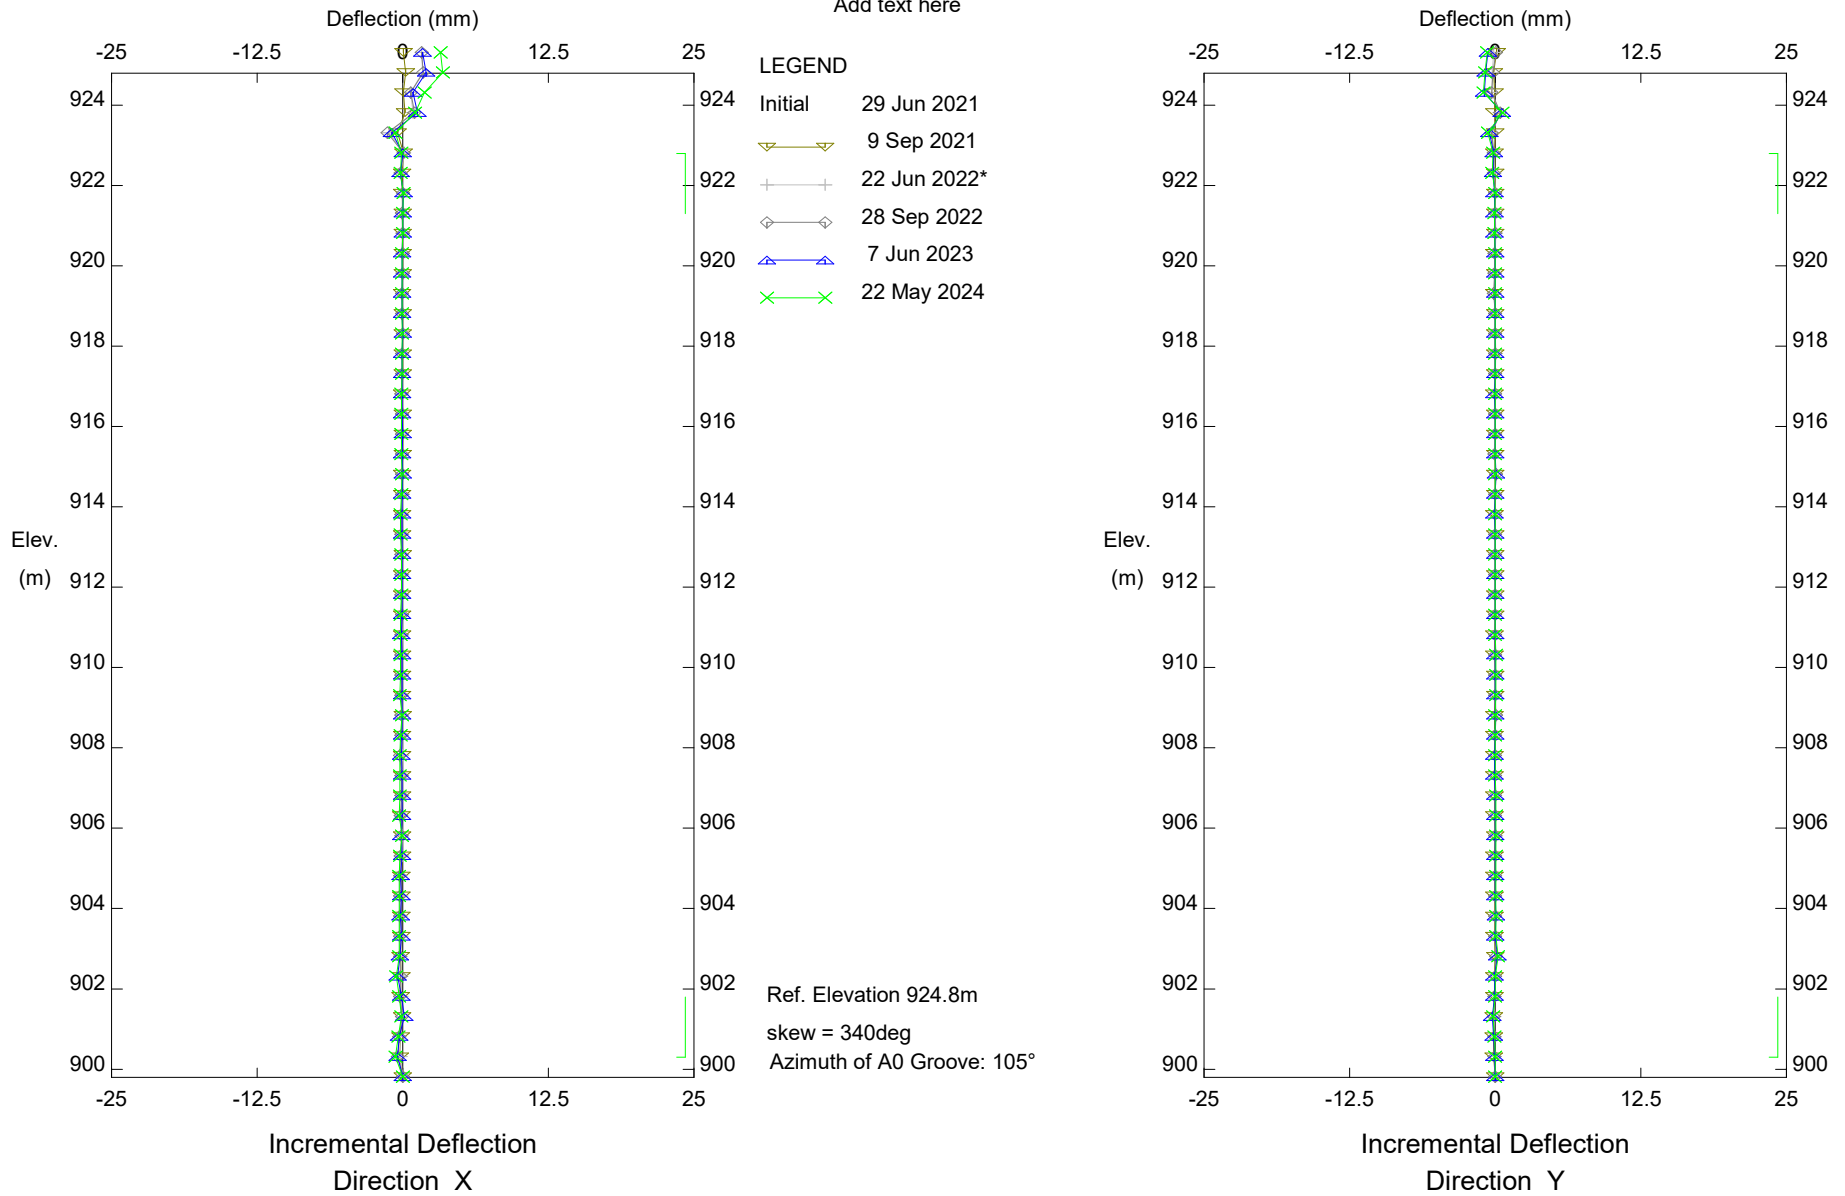 Add text here
Deflection (mm)
-25 -12.5 0 12.5 25
924 924
922 922
920 920
918 918
916 916
914 914
Elev.
(m)
912 912
910 910
908 908
906 906
904 904
902 902
900 900
-25 -12.5 0 12.5 25
Incremental Deflection
Direction X
LEGEND
Initial 29 Jun 2021
9 Sep 2021
22 Jun 2022*
28 Sep 2022
7 Jun 2023
22 May 2024
Ref. Elevation 924.8m
skew = 340deg
Azimuth of A0 Groove: 105°
Deflection (mm)
-25 -12.5 0 12.5 25
924 924
922 922
920 920
918 918
916 916
914 914
Elev.
(m)
912 912
910 910
908 908
906 906
904 904
902 902
900 900
-25 -12.5 0 12.5 25
Incremental Deflection
Direction Y